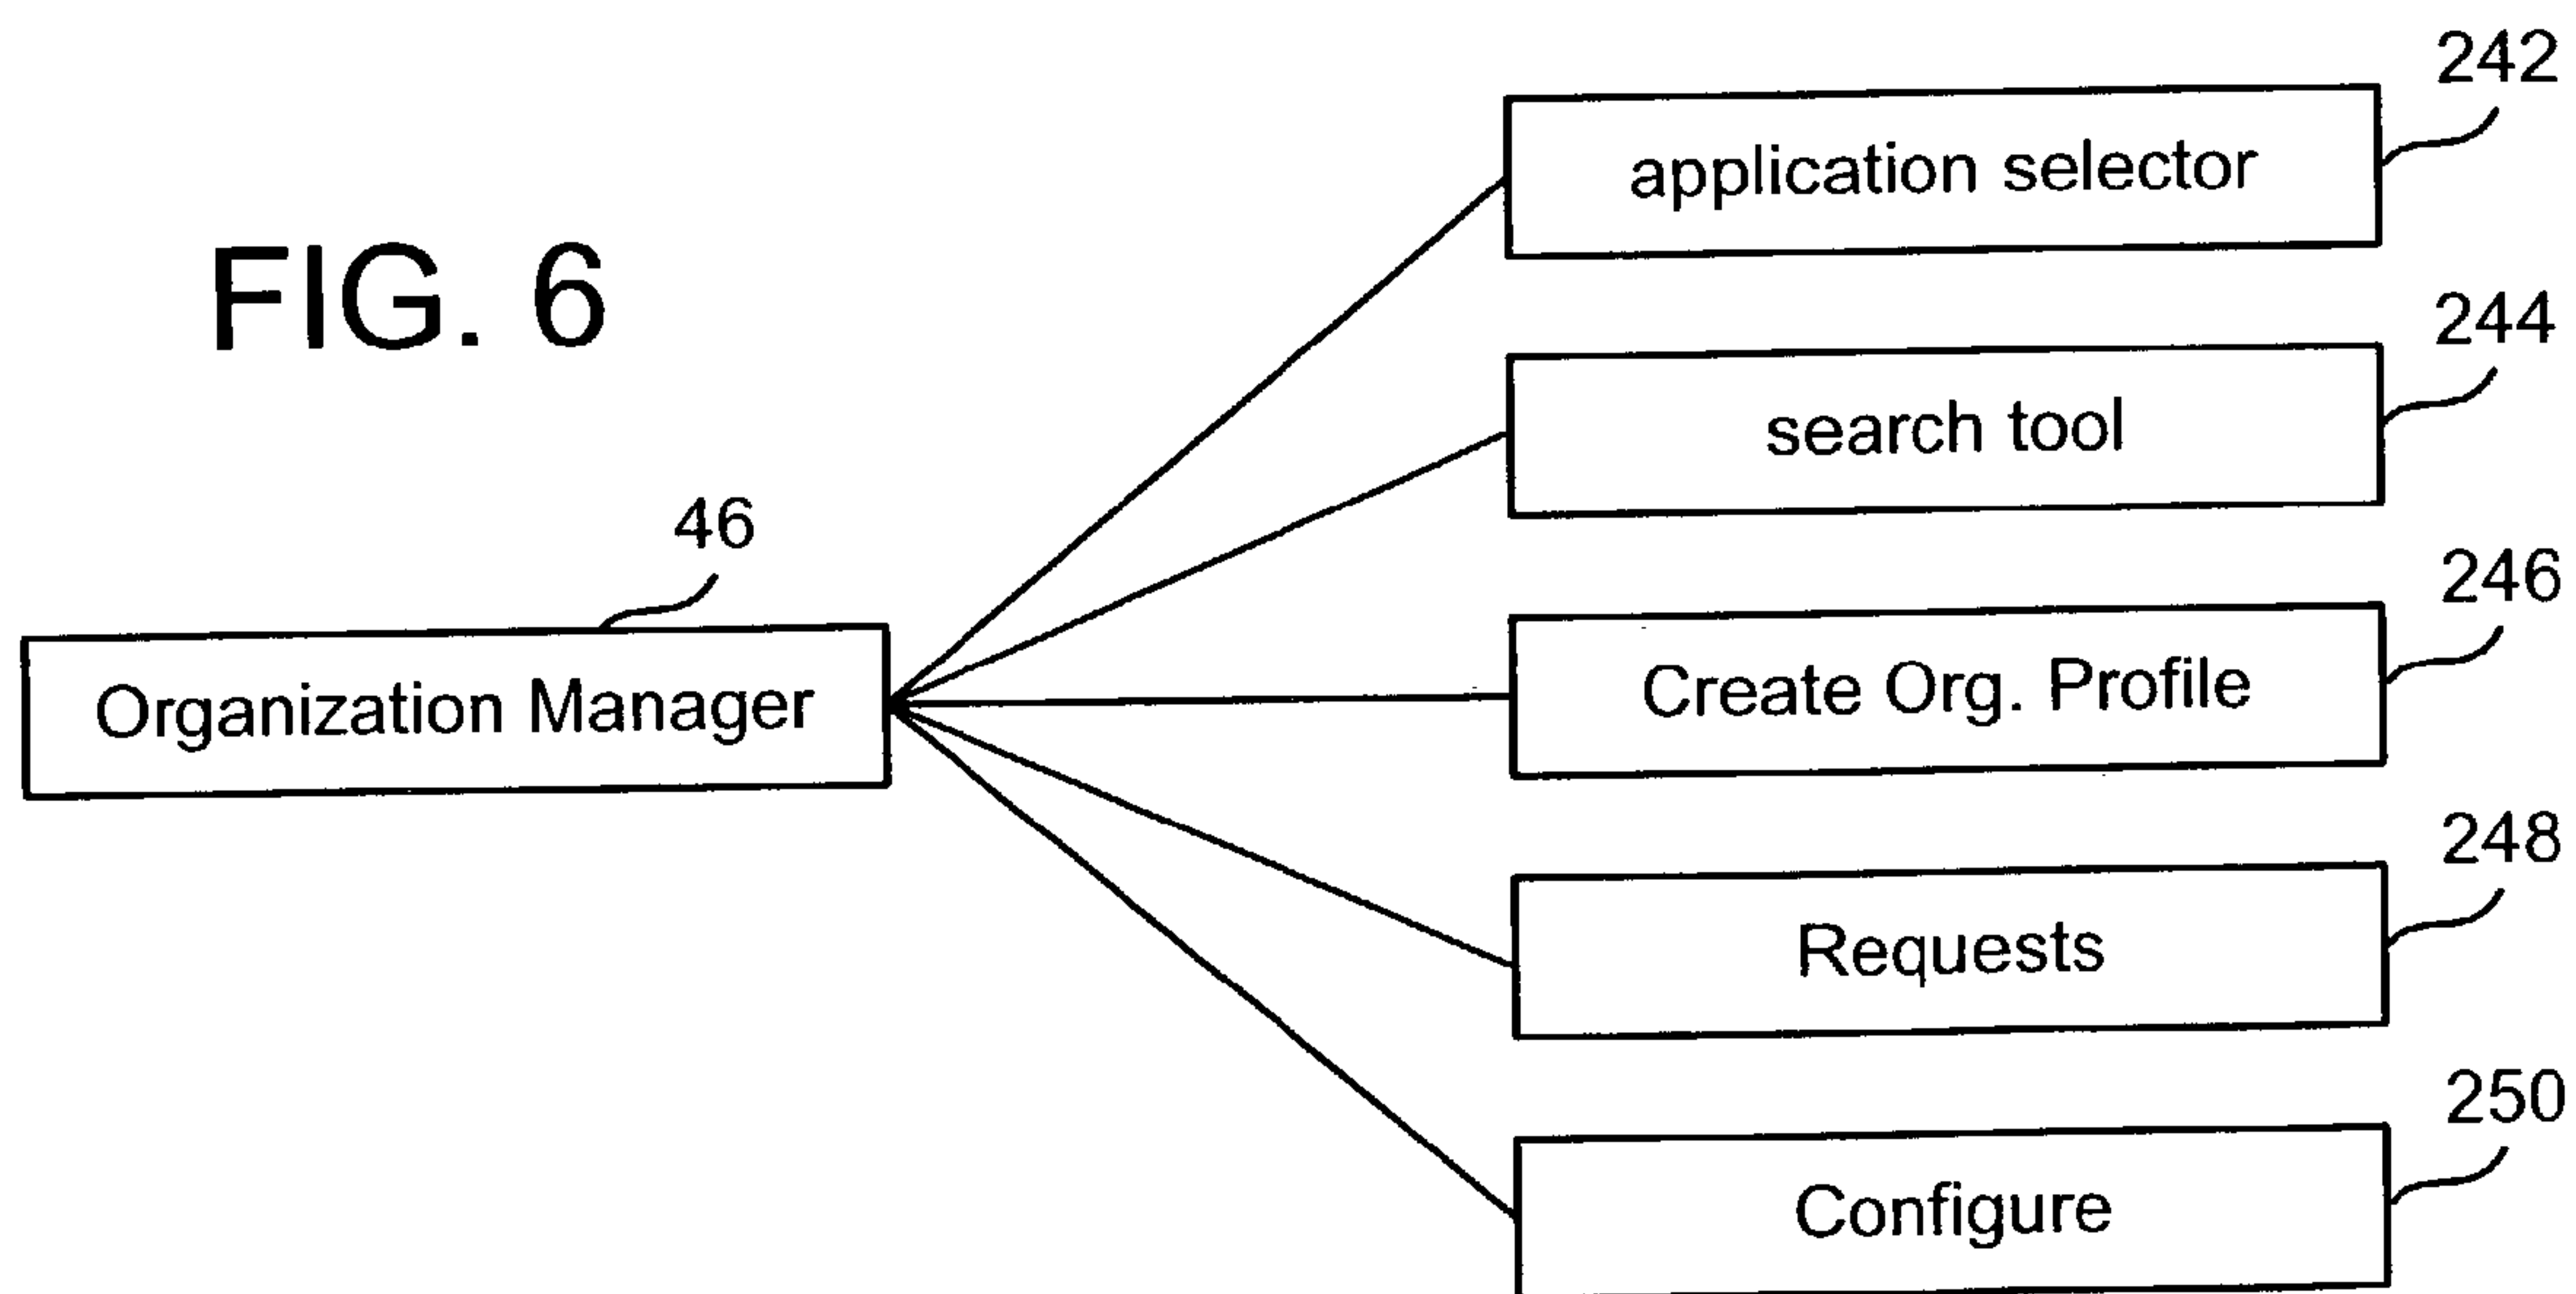 242
application selector
FIG. 6
244
search tool
46
246
Organization Manager
Create Org. Profile
248
Requests
250
Configure